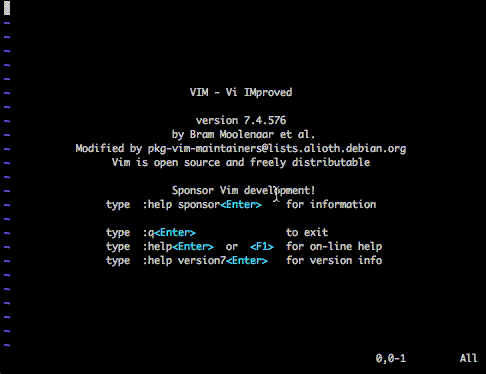 VIM - Vi IMproved
version 7.4.576
by Bram Moolenaar et al.
Modified by pkg-vim-maintainers@lists.alioth.debian.org
Vim is open source and freely distributable
Sponsor Vim development!
type :help sponsor<Enter> for information
type :q<Enter> to exit
type :help<Enter> or <F1> for on-line help
type :help version7<Enter> for version info
0,0-1 All